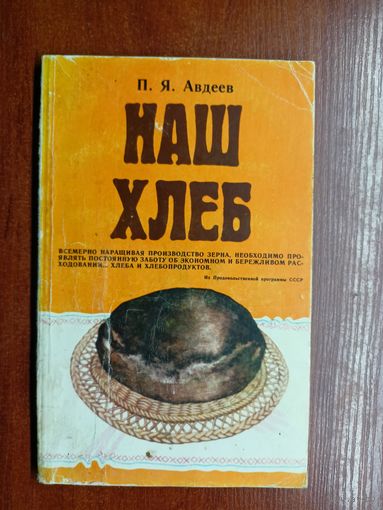 П. Я. Авдеев
НАШ
ХЛЕБ
ВСЕМЕРНО НАРАЩИВАЯ ПРОИЗВОДСТВО ЗЕРНА, НЕОБХОДИМО ПРО-
ЯВЛЯТЬ ПОСТОЯННУЮ ЗАБОТУ ОБ ЭКОНОМНОМ И БЕРЕЖЛИВОМ РАС-
ХОДОВАНИИ... ХЛЕБА И ХЛЕБОПРОДУКТОВ.
Из Продовольственной программы СССР